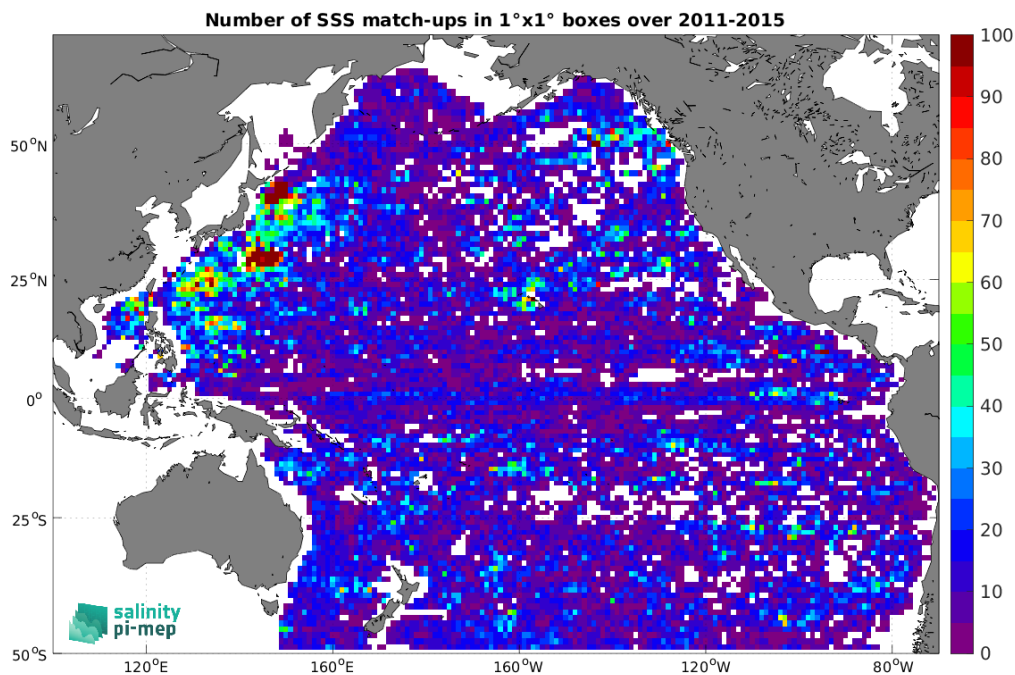 Number of SSS match-ups in 1°x1° boxes over 2011-2015
100
90
80
70
60
50
40
30
20
10
0
50°N
25°N
0°
25°S
50°S
120°E
160°E
160°W
120°W
80°W
salinity
pi-mep